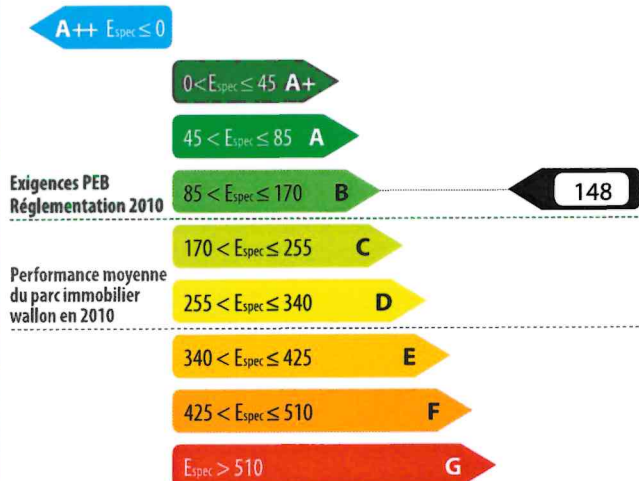 A++ Espec ≤ 0
0 < Espec ≤ 45 A+
45 < Espec ≤ 85 A
Exigences PEB
Réglementation 2010
85 < Espec ≤ 170 B
148
170 < Espec ≤ 255 C
Performance moyenne
du parc immobilier
wallon en 2010
255 < Espec ≤ 340 D
340 < Espec ≤ 425 E
425 < Espec ≤ 510 F
Espec > 510 G